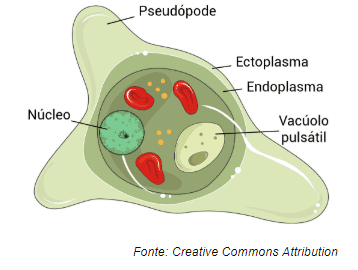 Pseudópode
Ectoplasma
Endoplasma
Núcleo
Vacúolo
pulsátil
Fonte: Creative Commons Attribution